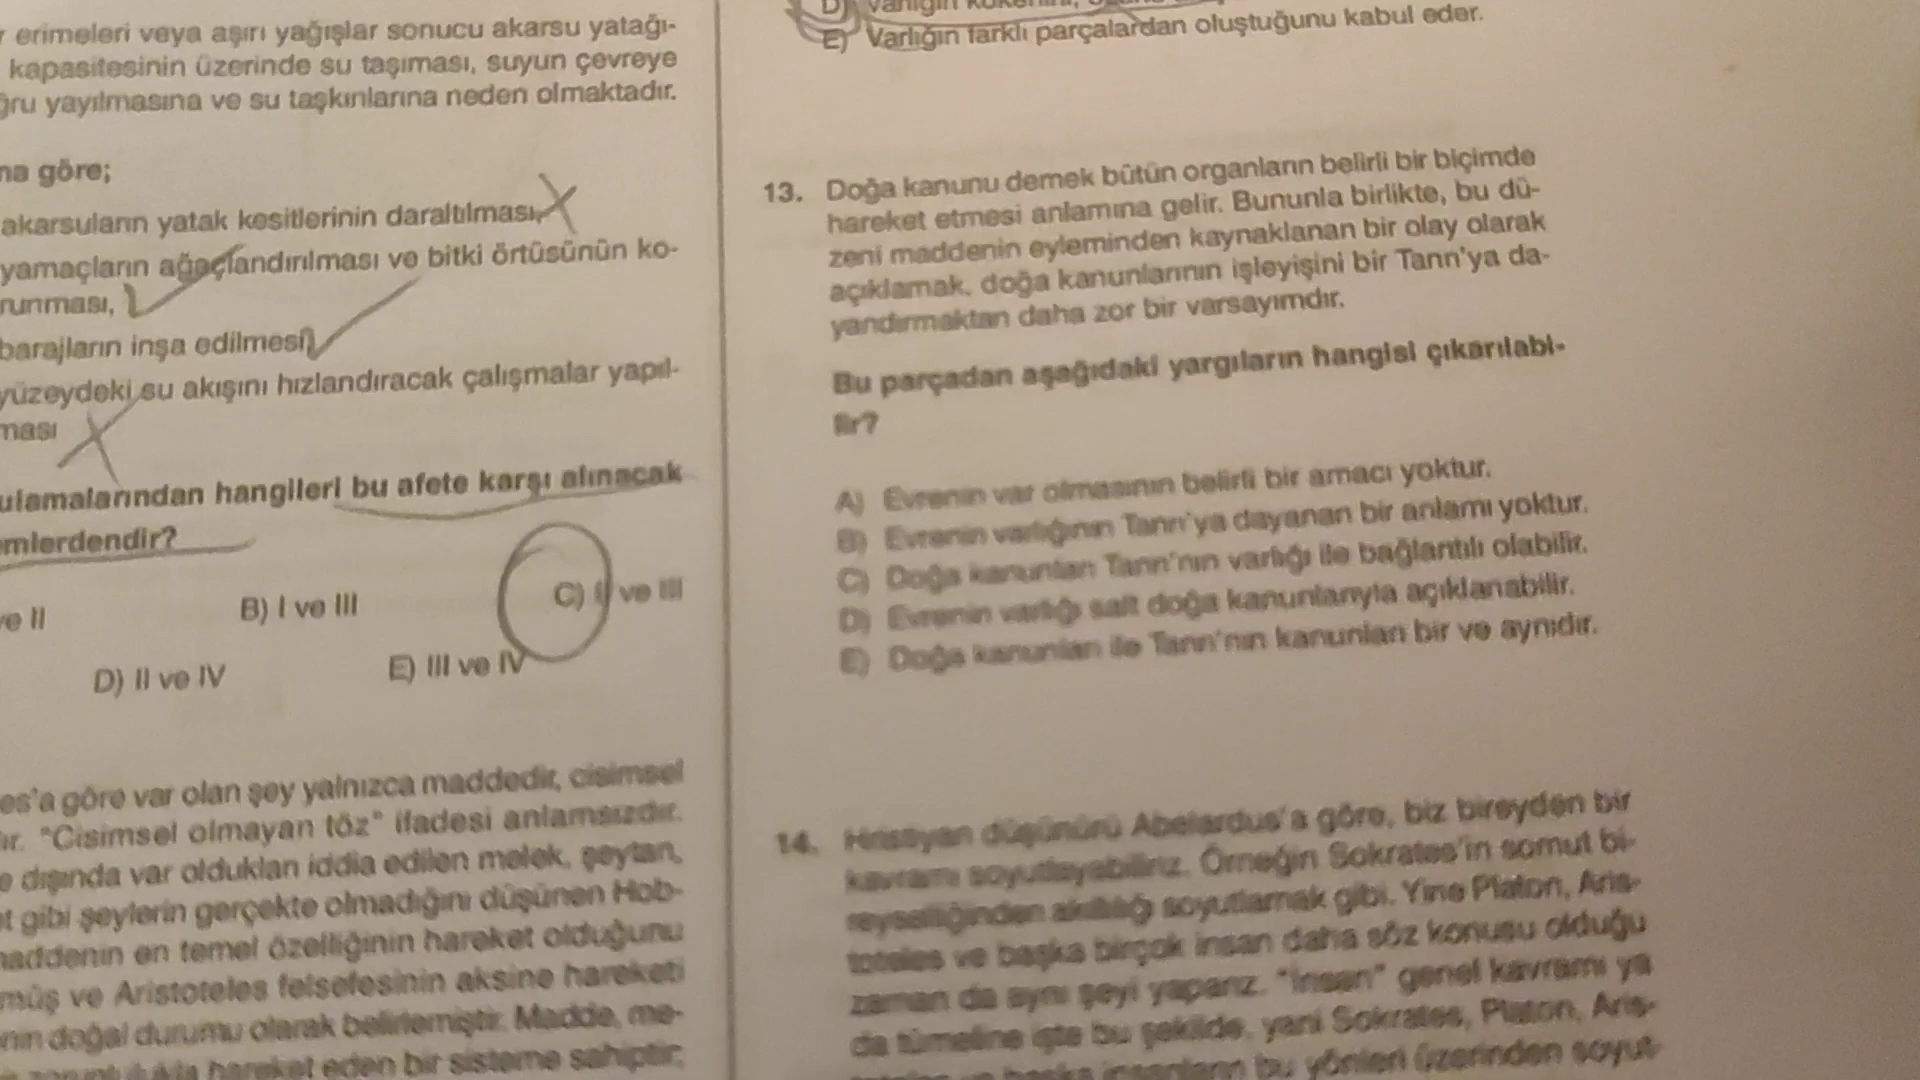 r erimeleri veya aşırı yağışlar sonucu akarsu yatağı-
kapasitesinin üzerinde su taşıması, suyun çevreye
ğru yayılmasına ve su taşkınlarına neden olmaktadır.
na göre;
akarsuların yatak kesitlerinin daraltılması,
yamaçların ağaçlandırılması ve bitki örtüsünün ko-
runması,
barajların inşa edilmesi,
yüzeydeki su akışını hızlandıracak çalışmalar yapıl-
ması
ulamalarından hangileri bu afete karşı alınacak
emlerdendir?
ve II
B) I ve III
C) II ve III
D) II ve IV
E) III ve IV
es'a göre var olan şey yalnızca maddedir, cisimsel
ır. "Cisimsel olmayan töz" ifadesi anlamsızdır.
e dışında var oldukları iddia edilen melek, şeytan,
t gibi şeylerin gerçekte olmadığını düşünen Hob-
maddenin en temel özelliğinin hareket olduğunu
müş ve Aristoteles felsefesinin aksine hareketi
nin doğal durumu olarak belirlemiştir. Madde, me-
zorunlulukla hareket eden bir sisteme sahiptir;
D) Varlığın kökenini,
E) Varlığın farklı parçalardan oluştuğunu kabul eder.
13. Doğa kanunu demek bütün organların belirli bir biçimde
hareket etmesi anlamına gelir. Bununla birlikte, bu dü-
zeni maddenin eyleminden kaynaklanan bir olay olarak
açıklamak, doğa kanunlarının işleyişini bir Tanrı'ya da-
yandırmaktan daha zor bir varsayımdır.
Bu parçadan aşağıdaki yargıların hangisi çıkarılabi-
lir?
A) Evrenin var olmasının belirli bir amacı yoktur.
B) Evrenin varlığının Tanrı'ya dayanan bir anlamı yoktur.
C) Doğa kanunları Tanrı'nın varlığı ile bağlantılı olabilir.
D) Evrenin varlığı salt doğa kanunlarıyla açıklanabilir.
E) Doğa kanunları ile Tanrı'nın kanunları bir ve aynıdır.
14. Hristiyan düşünürü Abelardus'a göre, biz bireyden bir
kavramı soyutlayabiliriz. Örneğin Sokrates'in somut bi-
reyselliğinden akıllılığı soyutlamak gibi. Yine Platon, Aris-
toteles ve başka birçok insan daha söz konusu olduğu
zaman da aynı şeyi yaparız. "İnsan" genel kavramı ya
da tümeline işte bu şekilde, yani Sokrates, Platon, Aris-
toteles ve başka insanların bu yönleri üzerinden soyut-